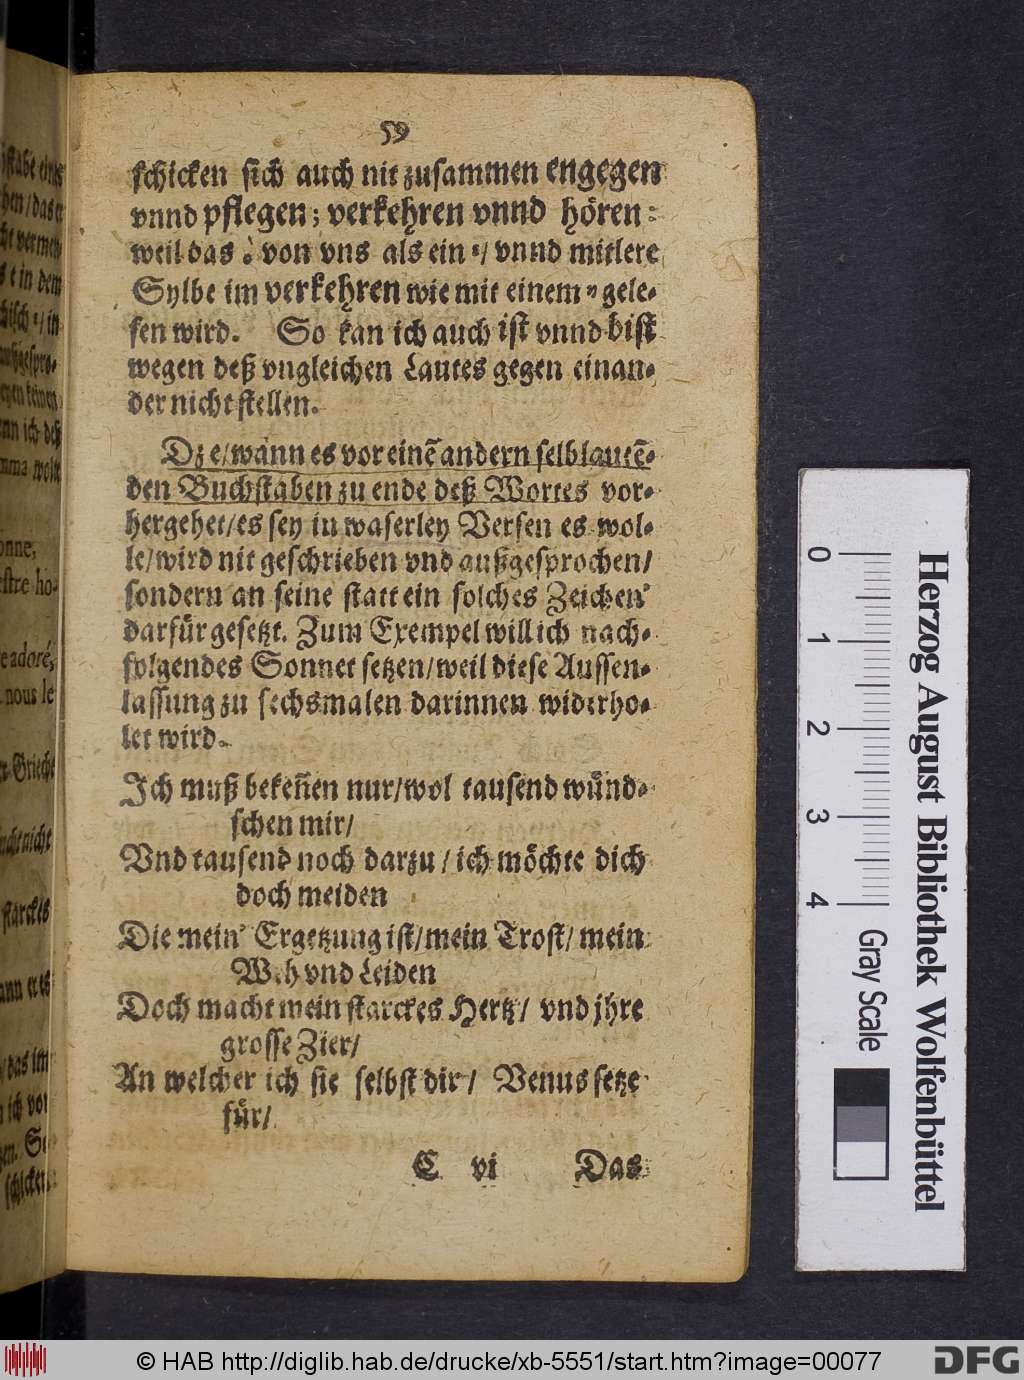 59
schicken sich auch nit zusammen engegen
vnnd pflegen; verkehren vnnd hören:
weil das è von vns als ein ε/ vnnd mitlere
Sylbe im verkehren wie mit einem η gele-
sen wird. So kan ich auch ist vnnd bist
wegen deß vngleichen Lautes gegen einan-
der nicht stellen.
Dz e/ wann es vor einẽ andern selblautẽ-
den Buchstaben zu ende deß Wortes vor-
hergehet/ es sey in waserley Versen es wol-
le/ wird nit geschrieben vnd außgesprochen/
sondern an seine statt ein solches Zeichen '
darfür gesetzt. Zum Exempel will ich nach-
folgendes Sonnet setzen/ weil diese Aussen-
lassung zu sechsmalen darinnen widerho-
let wird.
Ich muß bekeñen nur/ wol tausend wünd-
schen mir/
Vnd tausend noch darzu / ich möchte dich
doch meiden
Die mein' Ergetzung ist/ mein Trost/ mein
Weh vnd Leiden
Doch macht mein starckes Hertz/ vnd jhre
grosse Zier/
An welcher ich sie selbst dir/ Venus setze
für/
C vi Das
0 1 2 3 4
Gray Scale
Herzog August Bibliothek Wolfenbüttel
© HAB http://diglib.hab.de/drucke/xb-5551/start.htm?image=00077
DFG